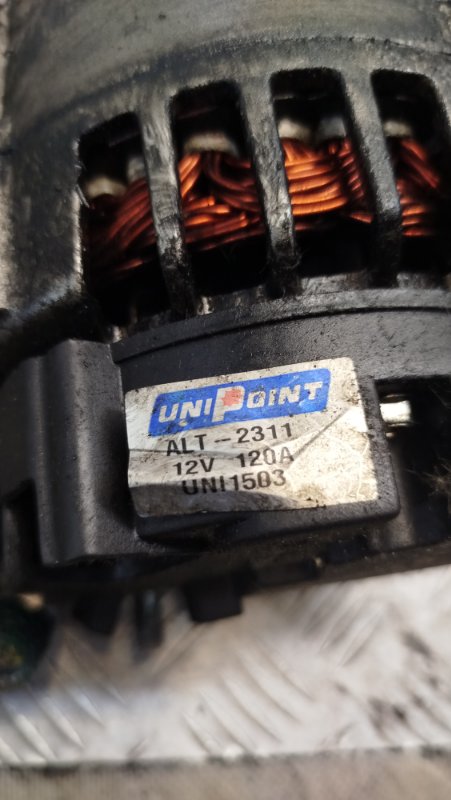 UNIPOINT
ALT-2311
12V 120A
UNI1503